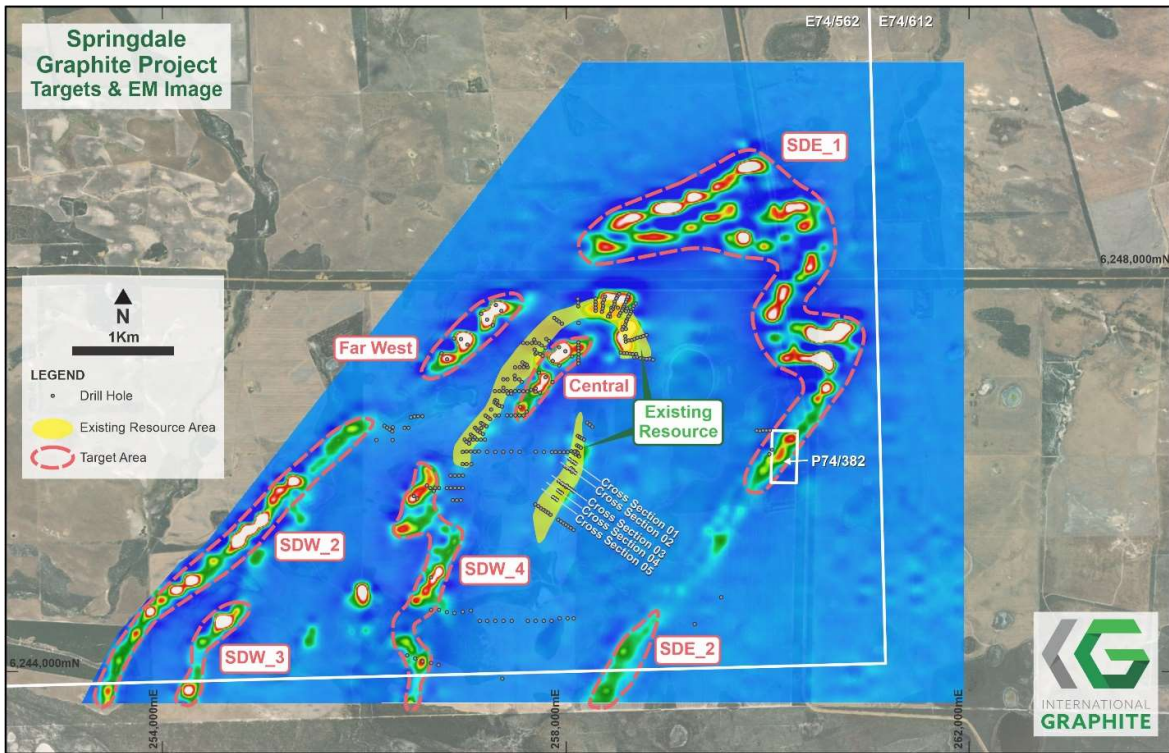 Springdale
Graphite Project
Targets & EM Image
E74/562
E74/612
SDE_1
6,248,000mN
N
1Km
LEGEND
Drill Hole
Existing Resource Area
Target Area
Far West
Central
Existing
Resource
P74/382
Cross Section 01
Cross Section 02
Cross Section 03
Cross Section 04
Cross Section 05
SDW_2
SDW_4
SDW_3
SDE_2
6,244,000mN
254,000mE
258,000mE
262,000mE
INTERNATIONAL
GRAPHITE